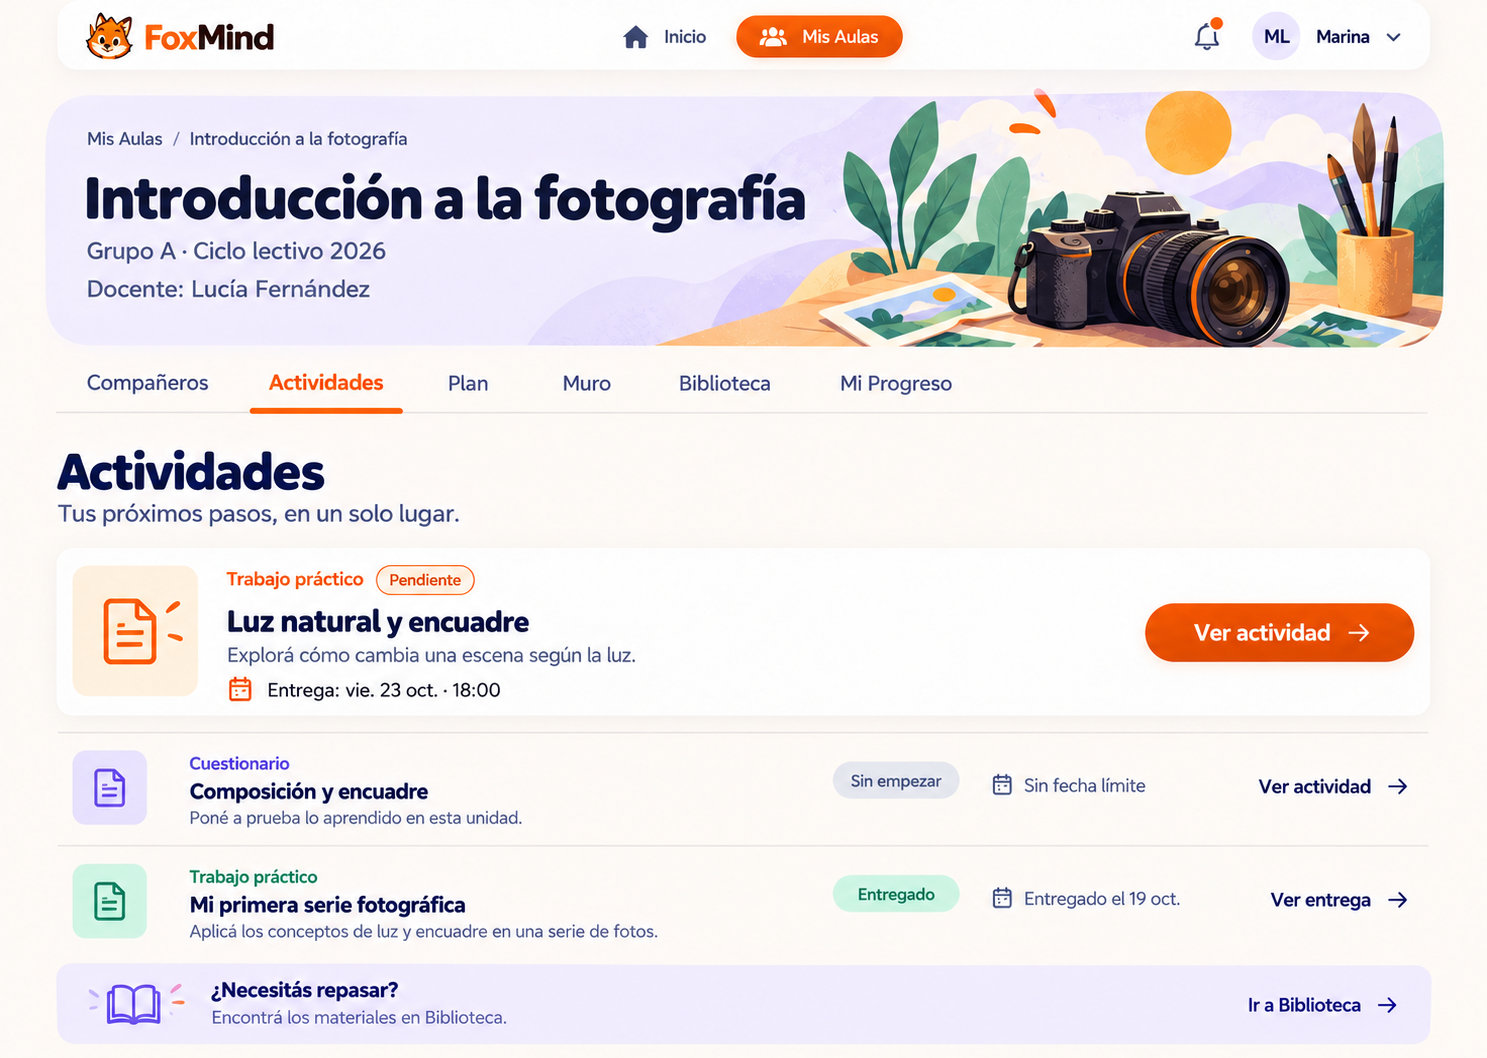 FoxMind
Inicio
Mis Aulas
ML
Marina
Mis Aulas / Introducción a la fotografía
Introducción a la fotografía
Grupo A · Ciclo lectivo 2026
Docente: Lucía Fernández
Compañeros
Actividades
Plan
Muro
Biblioteca
Mi Progreso
Actividades
Tus próximos pasos, en un solo lugar.
Trabajo práctico
Pendiente
Luz natural y encuadre
Explorá cómo cambia una escena según la luz.
Entrega: vie. 23 oct. · 18:00
Ver actividad
Cuestionario
Composición y encuadre
Poné a prueba lo aprendido en esta unidad.
Sin empezar
Sin fecha límite
Ver actividad
Trabajo práctico
Mi primera serie fotográfica
Aplicá los conceptos de luz y encuadre en una serie de fotos.
Entregado
Entregado el 19 oct.
Ver entrega
¿Necesitás repasar?
Encontrá los materiales en Biblioteca.
Ir a Biblioteca